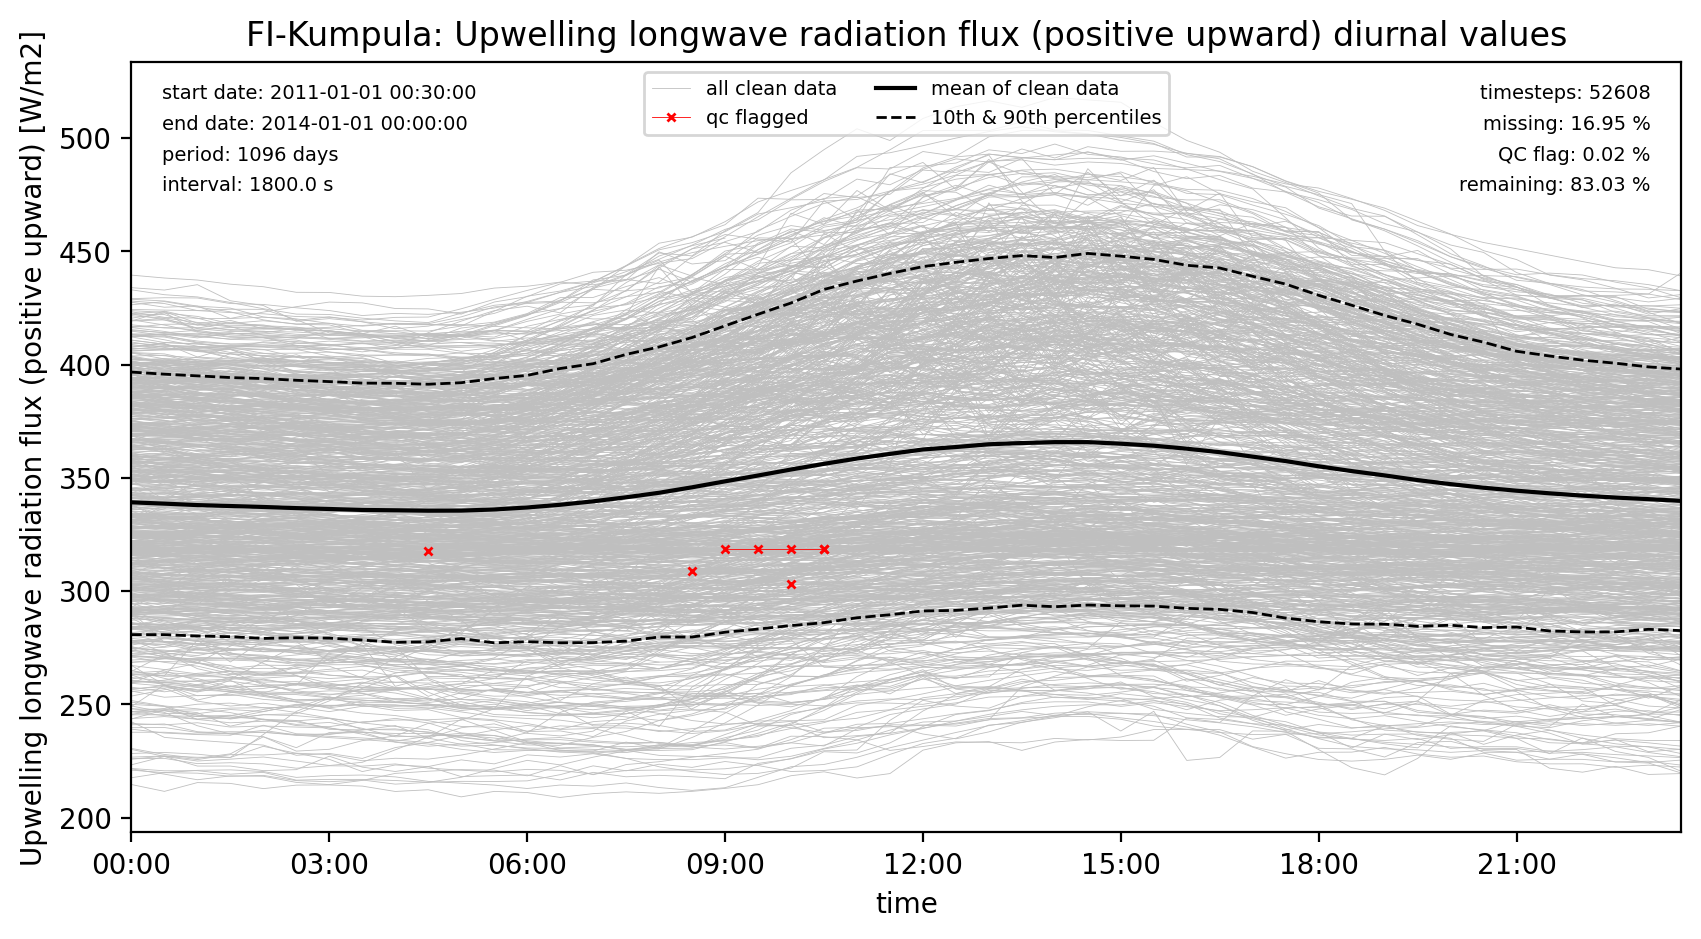 FI-Kumpula: Upwelling longwave radiation flux (positive upward) diurnal values
start date: 2011-01-01 00:30:00
end date: 2014-01-01 00:00:00
period: 1096 days
interval: 1800.0 s
all clean data
qc flagged
mean of clean data
10th & 90th percentiles
timesteps: 52608
missing: 16.95 %
QC flag: 0.02 %
remaining: 83.03 %
Upwelling longwave radiation flux (positive upward) [W/m2]
500
450
400
350
300
250
200
00:00 03:00 06:00 09:00 12:00 15:00 18:00 21:00
time